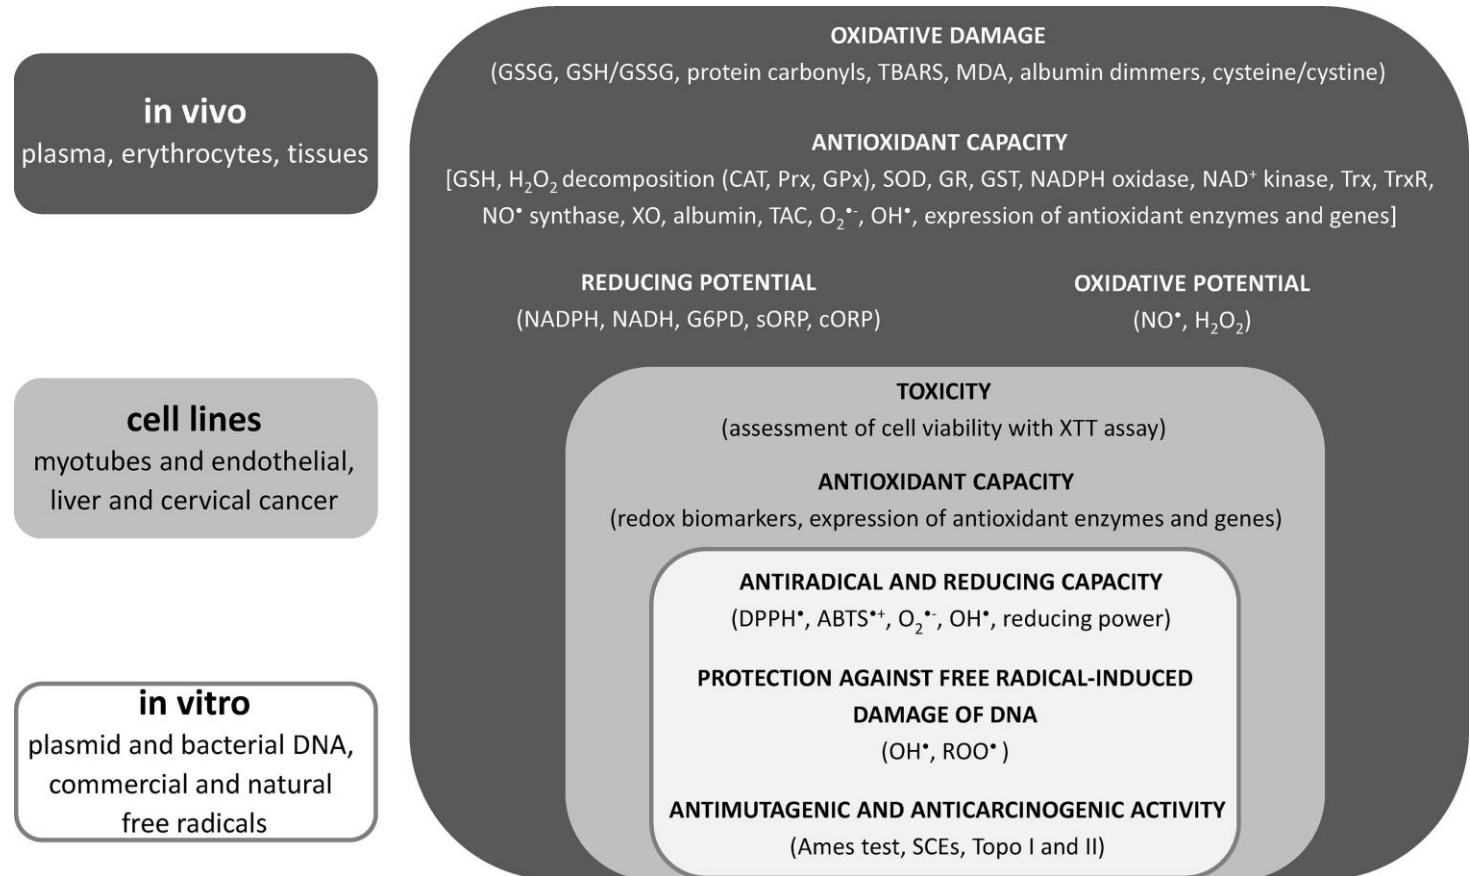 in vivo
plasma, erythrocytes, tissues
cell lines
myotubes and endothelial,
liver and cervical cancer
in vitro
plasmid and bacterial DNA,
commercial and natural
free radicals
OXIDATIVE DAMAGE
(GSSG, GSH/GSSG, protein carbonyls, TBARS, MDA, albumin dimmers, cysteine/cystine)
ANTIOXIDANT CAPACITY
[GSH, H₂O₂ decomposition (CAT, Prx, GPx), SOD, GR, GST, NADPH oxidase, NAD⁺ kinase, Trx, TrxR,
NO• synthase, XO, albumin, TAC, O₂•⁻, OH•, expression of antioxidant enzymes and genes]
REDUCING POTENTIAL
(NADPH, NADH, G6PD, sORP, cORP)
OXIDATIVE POTENTIAL
(NO•, H₂O₂)
TOXICITY
(assessment of cell viability with XTT assay)
ANTIOXIDANT CAPACITY
(redox biomarkers, expression of antioxidant enzymes and genes)
ANTIRADICAL AND REDUCING CAPACITY
(DPPH•, ABTS•⁺, O₂•⁻, OH•, reducing power)
PROTECTION AGAINST FREE RADICAL-INDUCED
DAMAGE OF DNA
(OH•, ROO• )
ANTIMUTAGENIC AND ANTICARCINOGENIC ACTIVITY
(Ames test, SCEs, Topo I and II)